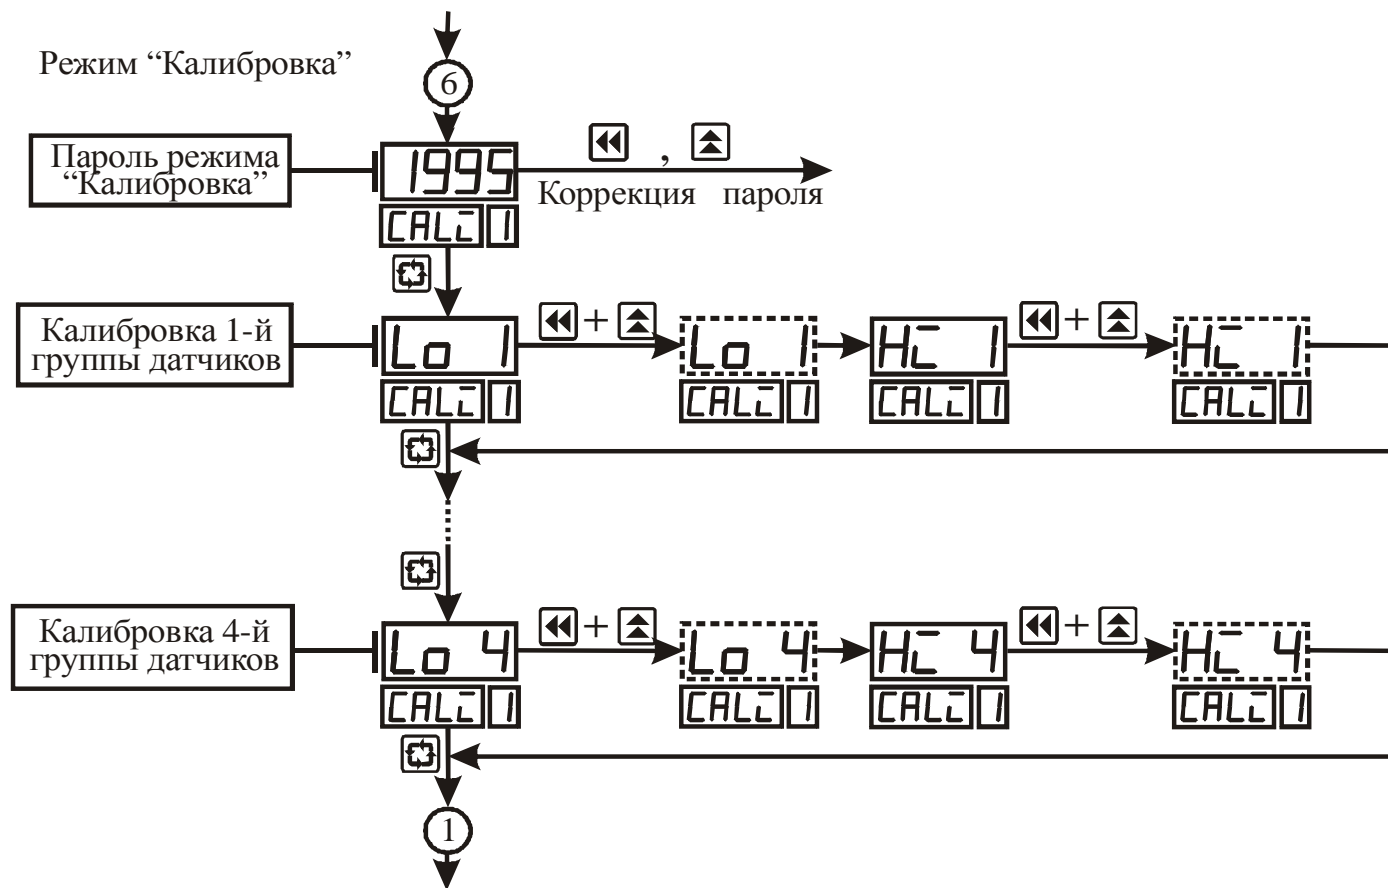 Режим “Калибровка”
6
Пароль режима
“Калибровка”
1995
,
Коррекция пароля
CALi 1
Калибровка 1-й
группы датчиков
Lo 1
+
Lo 1
Hi 1
+
Hi 1
CALi 1
CALi 1
CALi 1
CALi 1
Калибровка 4-й
группы датчиков
Lo 4
+
Lo 4
Hi 4
+
Hi 4
CALi 1
CALi 1
CALi 1
CALi 1
1